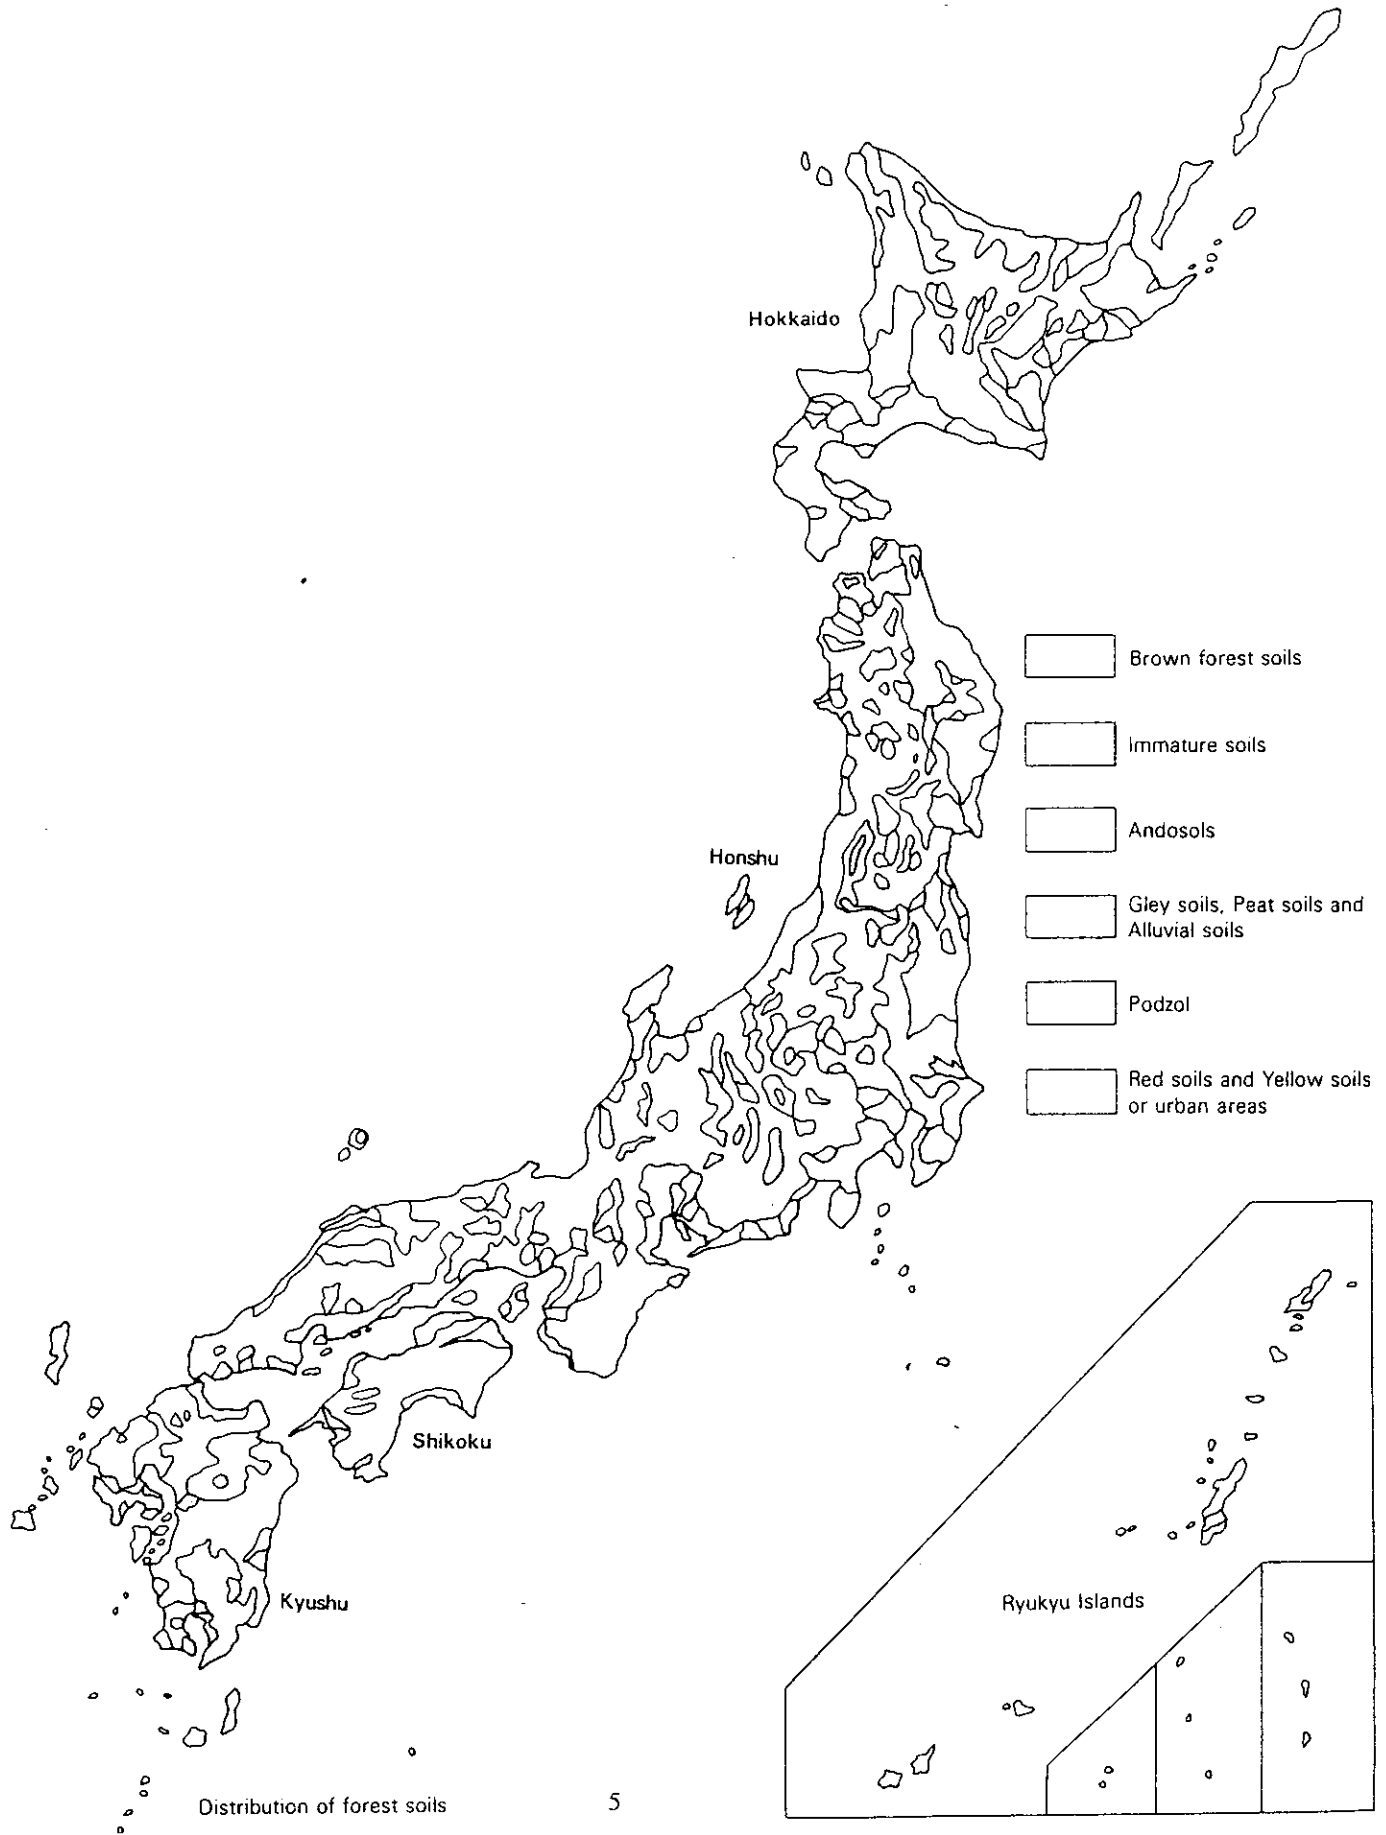 Hokkaido
Brown forest soils
Immature soils
Andosols
Honshu
Gley soils, Peat soils and
Alluvial soils
Podzol
Red soils and Yellow soils
or urban areas
Shikoku
Kyushu
Ryukyu Islands
Distribution of forest soils
5